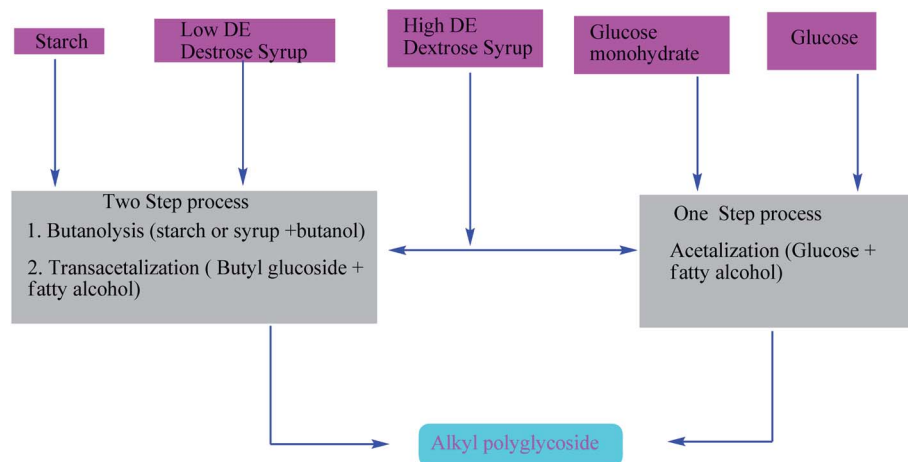 Starch
Low DE
Destrose Syrup
High DE
Dextrose Syrup
Glucose
monohydrate
Glucose
Two Step process
1. Butanolysis (starch or syrup +butanol)
2. Transacetalization ( Butyl glucoside +
fatty alcohol)
One Step process
Acetalization (Glucose +
fatty alcohol)
Alkyl polyglycoside